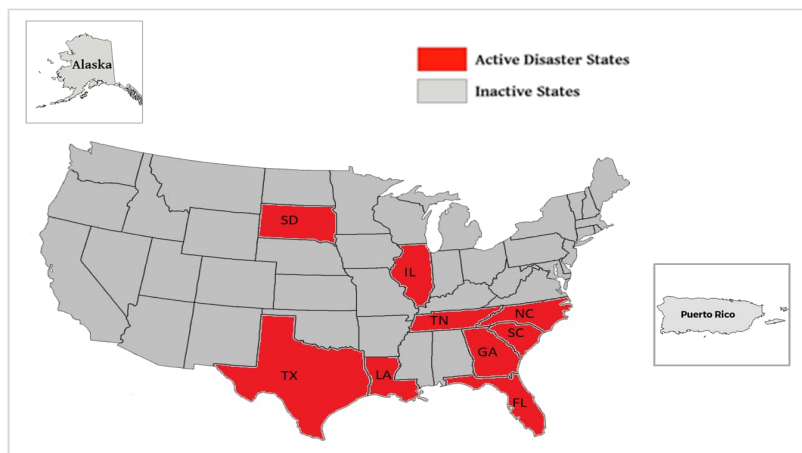 Alaska
Active Disaster States
Inactive States
SD
IL
TN
NC
SC
GA
TX
LA
FL
Puerto Rico